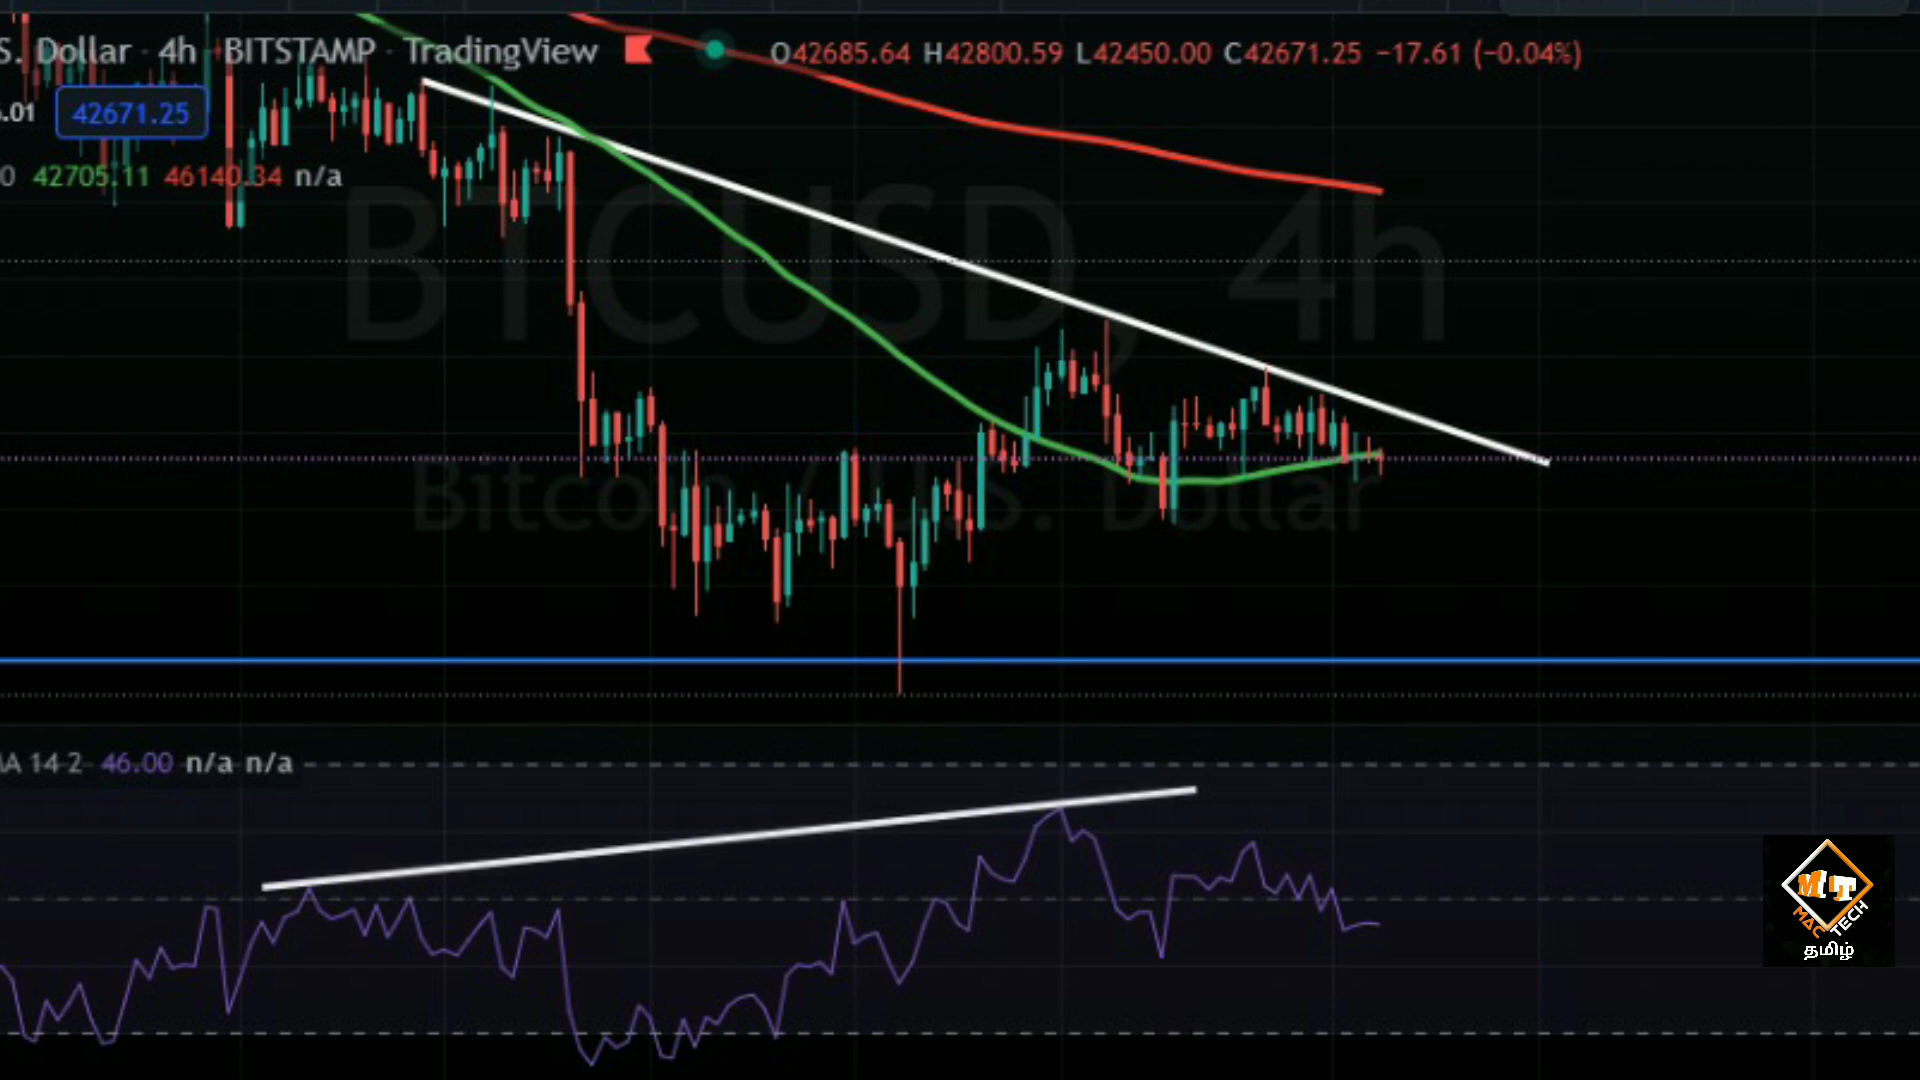 S. Dollar · 4h · BITSTAMP · TradingView O42685.64 H42800.59 L42450.00 C42671.25 −17.61 (−0.04%)
.01 42671.25
0 42705.11 46140.34 n/a
BTCUSD, 4h
Bitcoin / U.S. Dollar
MA 14 2 46.00 n/a n/a
MT
MAC TECH
தமிழ்